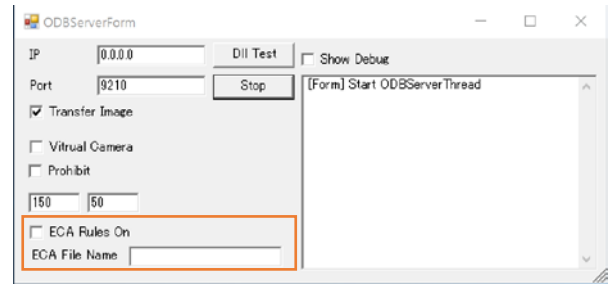 ODBServerForm
IP 0.0.0.0 Dll Test
Show Debug
Port 9210 Stop
[Form] Start ODBServerThread
Transfer Image
Vitrual Camera
Prohibit
150 50
ECA Rules On
ECA File Name